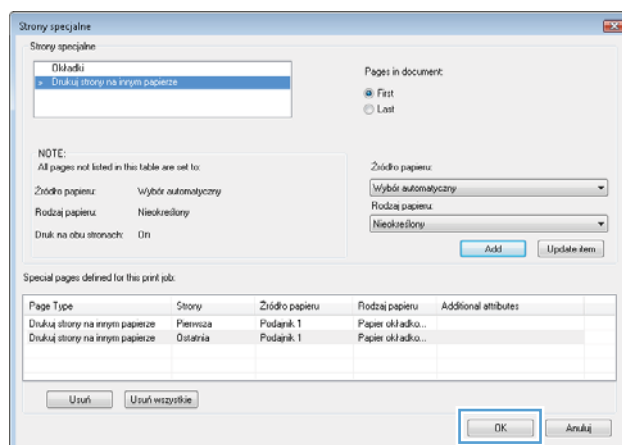 Strony specjalne
Strony specjalne
Okładki
» Drukuj strony na innym papierze
Pages in document:
First
Last
NOTE:
All pages not listed in this table are set to:
Źródło papieru: Wybór automatyczny
Rodzaj papieru: Nieokreślony
Druk na obu stronach: On
Źródło papieru:
Wybór automatyczny
Rodzaj papieru:
Nieokreślony
Add Update item
Special pages defined for this print job:
Page Type Strony Źródło papieru Rodzaj papieru Additional attributes
Drukuj strony na innym papierze Pierwsza Podajnik 1 Papier okładko...
Drukuj strony na innym papierze Ostatnia Podajnik 1 Papier okładko...
Usuń Usuń wszystkie
OK Anuluj